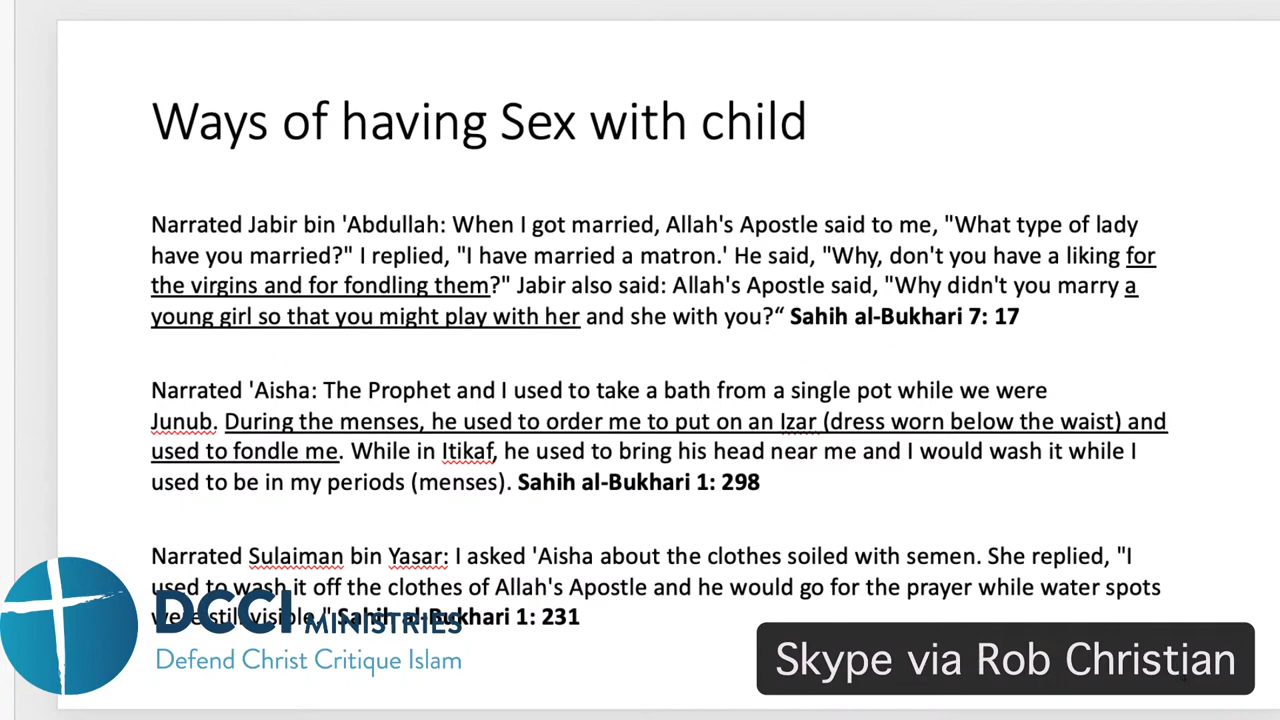 Ways of having Sex with child
Narrated Jabir bin 'Abdullah: When I got married, Allah's Apostle said to me, "What type of lady
have you married?" I replied, "I have married a matron.' He said, "Why, don't you have a liking for
the virgins and for fondling them?" Jabir also said: Allah's Apostle said, "Why didn't you marry a
young girl so that you might play with her and she with you?“ Sahih al-Bukhari 7: 17
Narrated 'Aisha: The Prophet and I used to take a bath from a single pot while we were
Junub. During the menses, he used to order me to put on an Izar (dress worn below the waist) and
used to fondle me. While in Itikaf, he used to bring his head near me and I would wash it while I
used to be in my periods (menses). Sahih al-Bukhari 1: 298
Narrated Sulaiman bin Yasar: I asked 'Aisha about the clothes soiled with semen. She replied, "I
used to wash it off the clothes of Allah's Apostle and he would go for the prayer while water spots
were still visible." Sahih al-Bukhari 1: 231
DCCI MINISTRIES
Defend Christ Critique Islam
Skype via Rob Christian